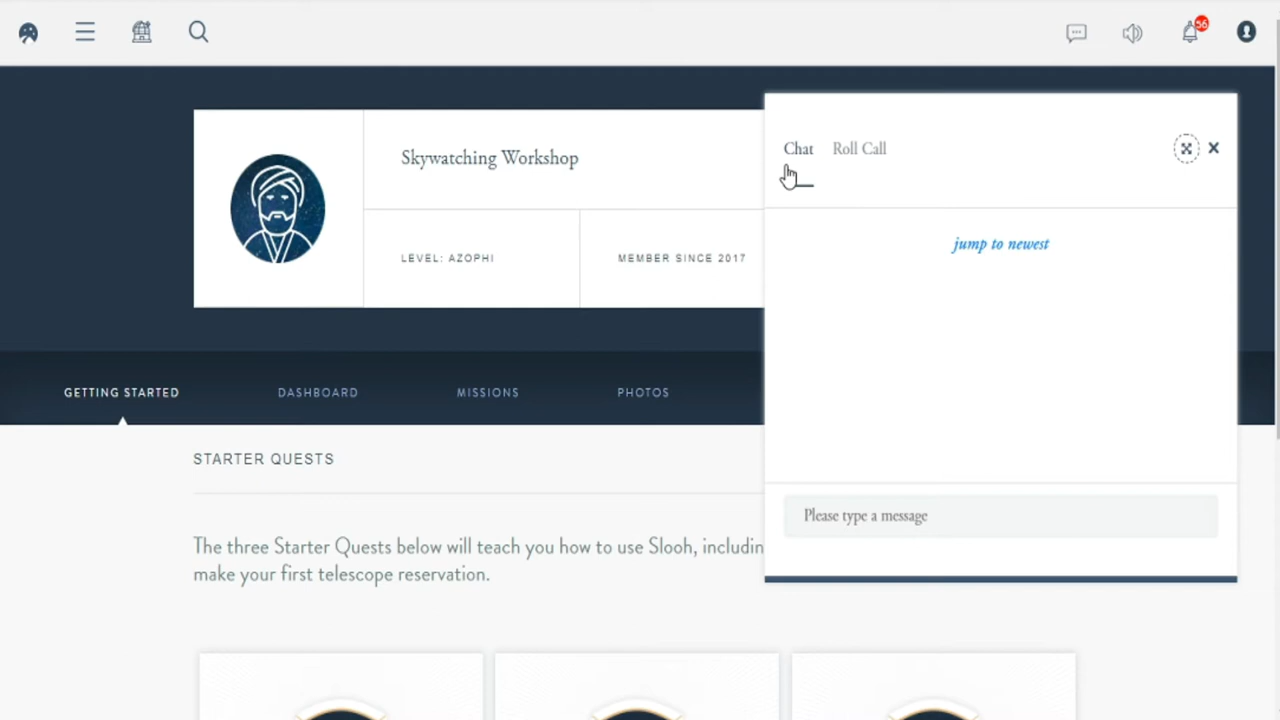 56
Skywatching Workshop
LEVEL: AZOPHI
MEMBER SINCE 2017
Chat
Roll Call
jump to newest
Please type a message
GETTING STARTED
DASHBOARD
MISSIONS
PHOTOS
STARTER QUESTS
The three Starter Quests below will teach you how to use Slooh, includin
make your first telescope reservation.